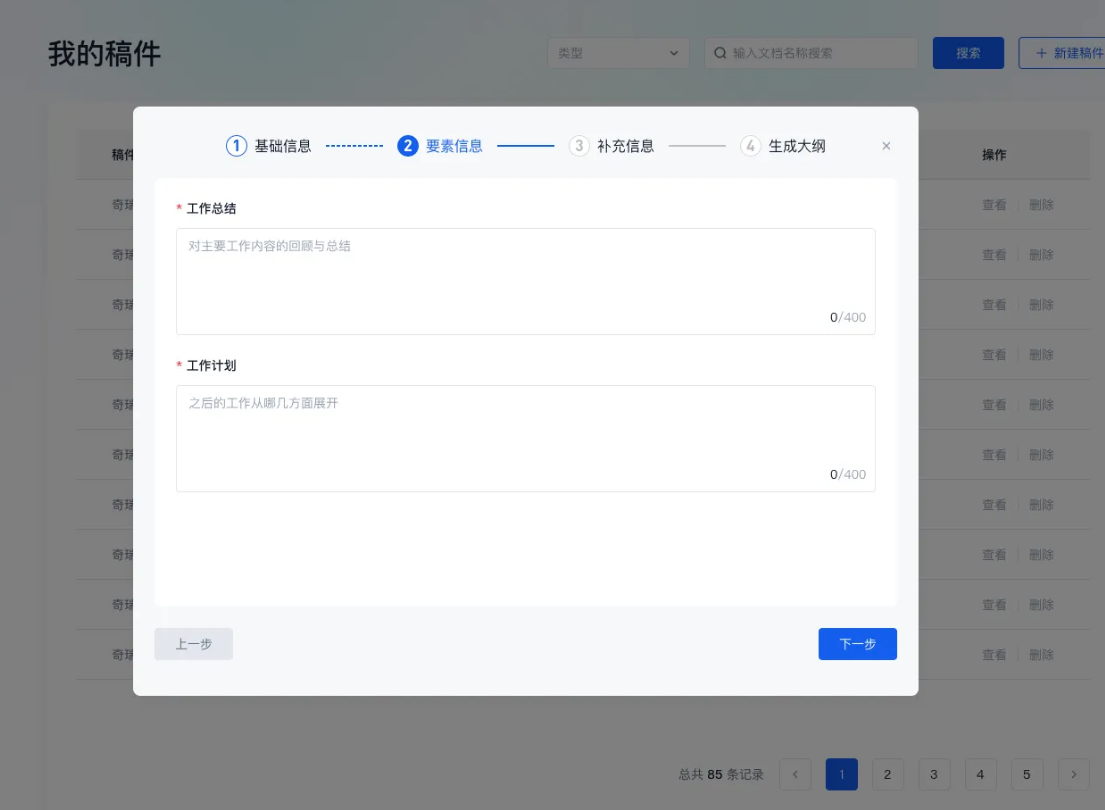 我的稿件
类型
输入文档名称搜索
搜索
+ 新建稿件
1 基础信息
2 要素信息
3 补充信息
4 生成大纲
×
稿件
操作
* 工作总结
对主要工作内容的回顾与总结
0/400
* 工作计划
之后的工作从哪几方面展开
0/400
上一步
下一步
奇瑞 查看 删除
奇瑞 查看 删除
奇瑞 查看 删除
奇瑞 查看 删除
奇瑞 查看 删除
奇瑞 查看 删除
奇瑞 查看 删除
奇瑞 查看 删除
奇瑞 查看 删除
奇瑞 查看 删除
总共 85 条记录 1 2 3 4 5